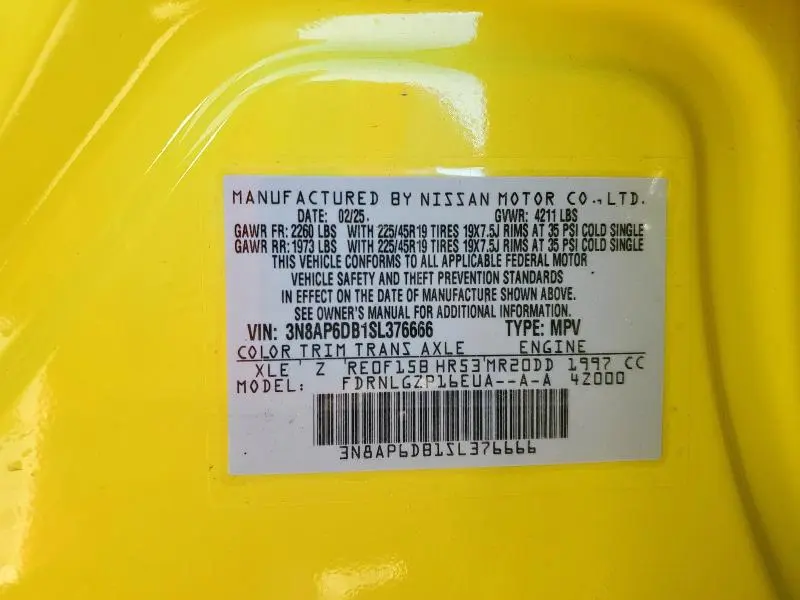 MANUFACTURED BY NISSAN MOTOR CO., LTD.
DATE: 02/25. GVWR: 4211 LBS
GAWR FR: 2260 LBS WITH 225/45R19 TIRES 19X7.5J RIMS AT 35 PSI COLD SINGLE
GAWR RR: 1973 LBS WITH 225/45R19 TIRES 19X7.5J RIMS AT 35 PSI COLD SINGLE
THIS VEHICLE CONFORMS TO ALL APPLICABLE FEDERAL MOTOR
VEHICLE SAFETY AND THEFT PREVENTION STANDARDS
IN EFFECT ON THE DATE OF MANUFACTURE SHOWN ABOVE.
SEE OWNER'S MANUAL FOR ADDITIONAL INFORMATION.
VIN: 3N8AP6DB1SL376666 TYPE: MPV
COLOR TRIM TRANS AXLE ENGINE
XLE' Z 'RE0F15B HR53'MR20DD 1997 CC
MODEL: FDRNLGZP16EUA--A-A 4Z000
3N8AP6DB1SL376666